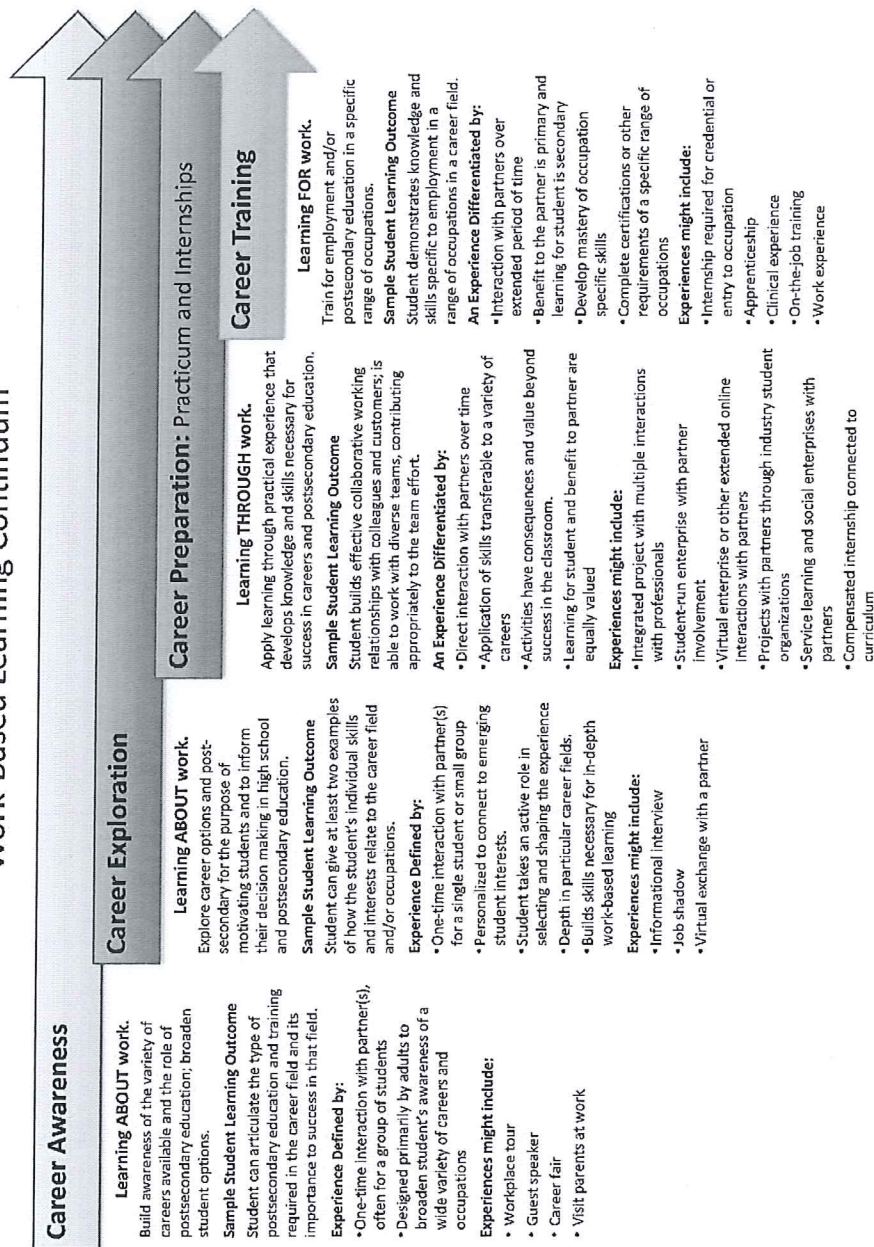 Work-Based Learning Continuum
Career Awareness
Learning ABOUT work.
Build awareness of the variety of
careers available and the role of
postsecondary education; broaden
student options.
Sample Student Learning Outcome
Student can articulate the type of
postsecondary education and training
required in the career field and its
importance to success in that field.
Experience Defined by:
• One-time interaction with partner(s),
often for a group of students
• Designed primarily by adults to
broaden student's awareness of a
wide variety of careers and
occupations
Experiences might include:
• Workplace tour
• Guest speaker
• Career fair
• Visit parents at work
Career Exploration
Learning ABOUT work.
Explore career options and post-
secondary for the purpose of
motivating students and to inform
their decision making in high school
and postsecondary education.
Sample Student Learning Outcome
Student can give at least two examples
of how the student's individual skills
and interests relate to the career field
and/or occupations.
Experience Defined by:
• One-time interaction with partner(s)
for a single student or small group
• Personalized to connect to emerging
student interests.
• Student takes an active role in
selecting and shaping the experience
• Depth in particular career fields.
• Builds skills necessary for in-depth
work-based learning
Experiences might include:
• Informational interview
• Job shadow
• Virtual exchange with a partner
Career Preparation: Practicum and Internships
Learning THROUGH work.
Apply learning through practical experience that
develops knowledge and skills necessary for
success in careers and postsecondary education.
Sample Student Learning Outcome
Student builds effective collaborative working
relationships with colleagues and customers; is
able to work with diverse teams, contributing
appropriately to the team effort.
An Experience Differentiated by:
• Direct interaction with partners over time
• Application of skills transferable to a variety of
careers
• Activities have consequences and value beyond
success in the classroom.
• Learning for student and benefit to partner are
equally valued
Experiences might include:
• Integrated project with multiple interactions
with professionals
• Student-run enterprise with partner
involvement
• Virtual enterprise or other extended online
interactions with partners
• Projects with partners through industry student
organizations
• Service learning and social enterprises with
partners
• Compensated internship connected to
curriculum
Career Training
Learning FOR work.
Train for employment and/or
postsecondary education in a specific
range of occupations.
Sample Student Learning Outcome
Student demonstrates knowledge and
skills specific to employment in a
range of occupations in a career field.
An Experience Differentiated by:
• Interaction with partners over
extended period of time
• Benefit to the partner is primary and
learning for student is secondary
• Develop mastery of occupation
specific skills
• Complete certifications or other
requirements of a specific range of
occupations
Experiences might include:
• Internship required for credential or
entry to occupation
• Apprenticeship
• Clinical experience
• On-the-job training
• Work experience